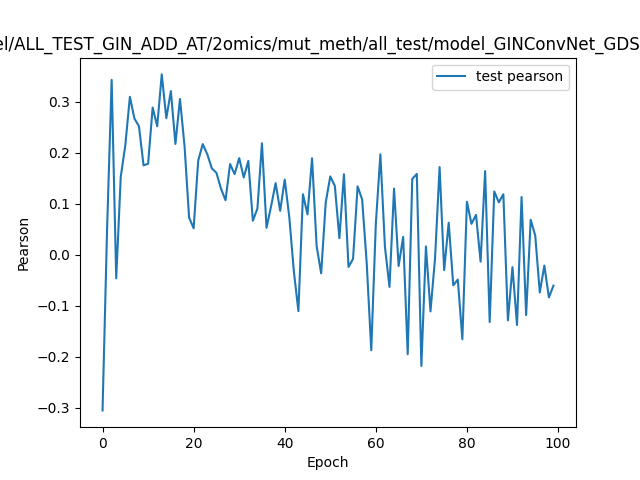 el/ALL_TEST_GIN_ADD_AT/2omics/mut_meth/all_test/model_GINConvNet_GDS
test pearson
0.3
0.2
0.1
0.0
−0.1
−0.2
−0.3
Pearson
0 20 40 60 80 100
Epoch